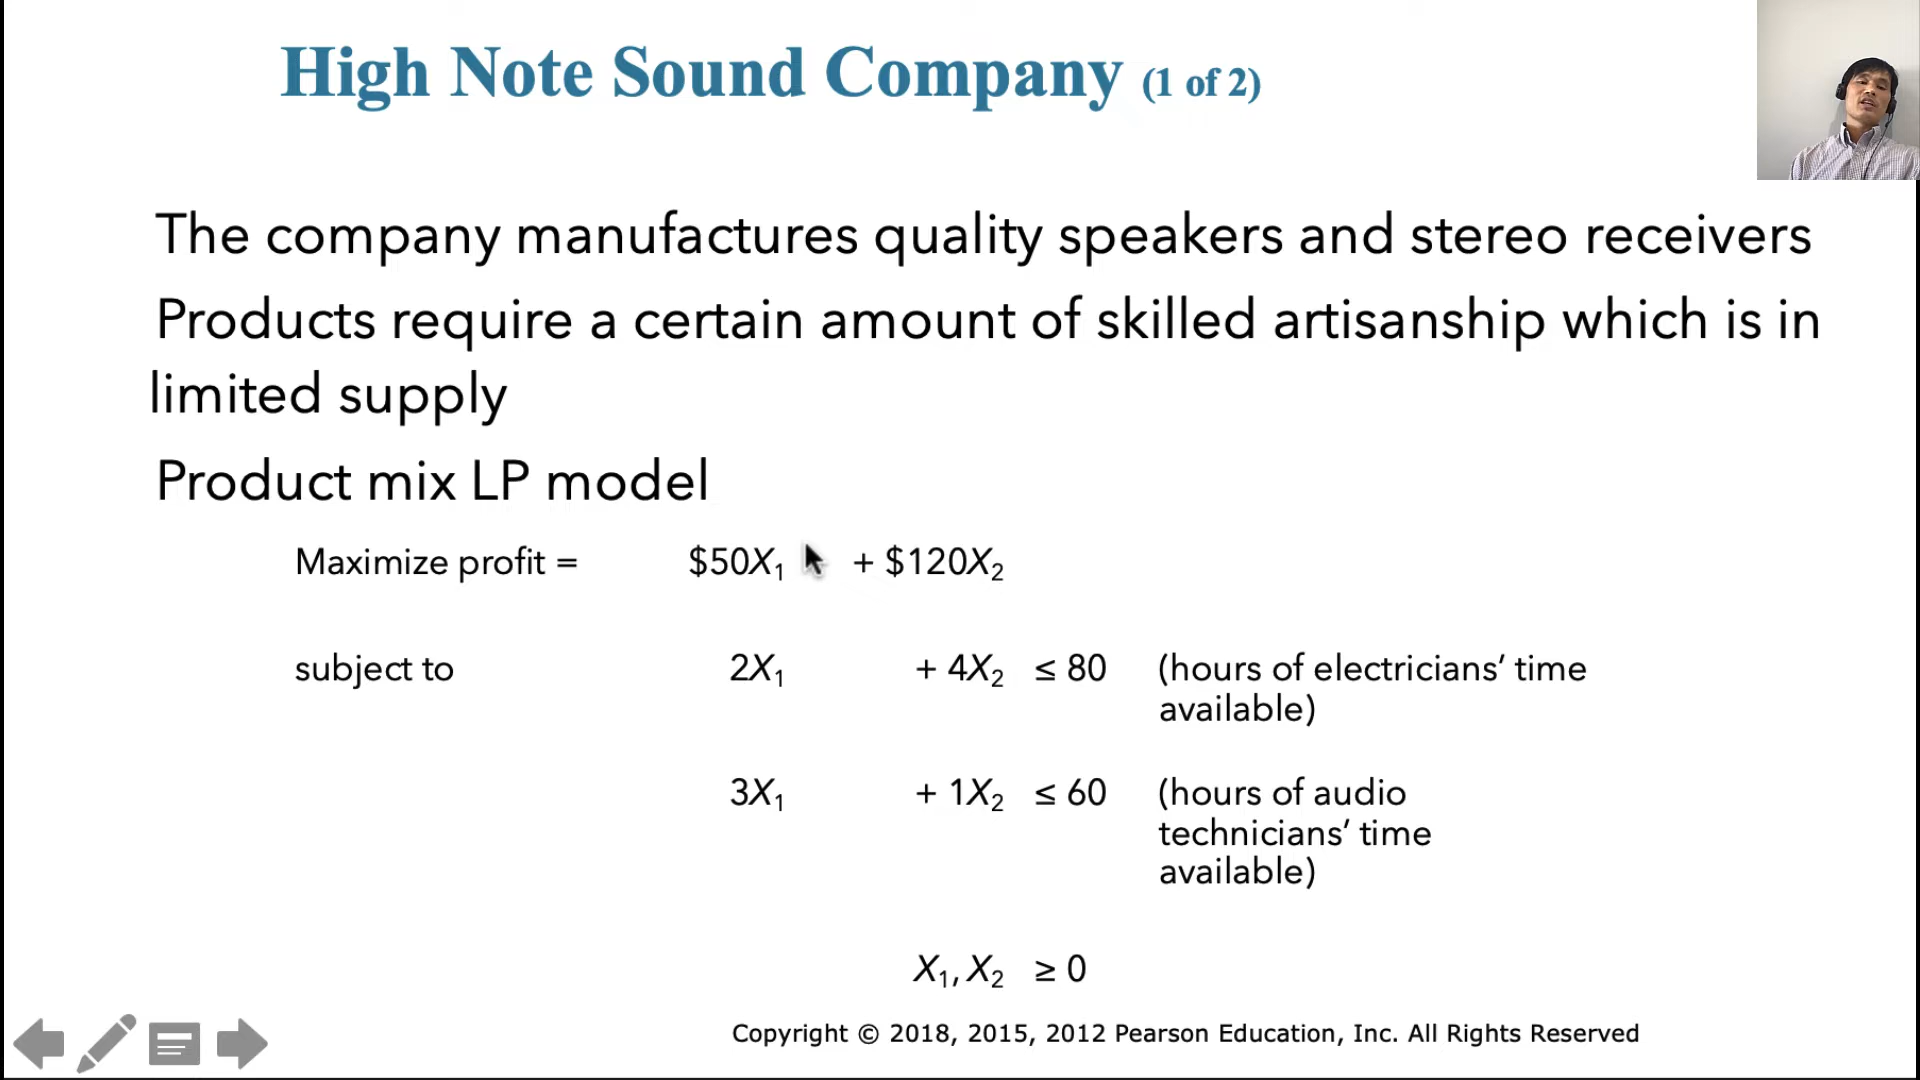 High Note Sound Company (1 of 2)
The company manufactures quality speakers and stereo receivers
Products require a certain amount of skilled artisanship which is in
limited supply
Product mix LP model
Maximize profit = $50X₁ + $120X₂
subject to 2X₁ + 4X₂ ≤ 80 (hours of electricians’ time
available)
3X₁ + 1X₂ ≤ 60 (hours of audio
technicians’ time
available)
X₁, X₂ ≥ 0
Copyright © 2018, 2015, 2012 Pearson Education, Inc. All Rights Reserved